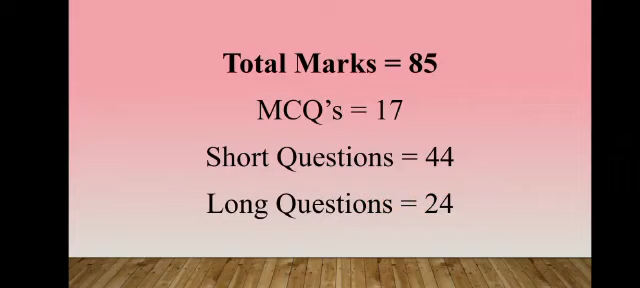 Total Marks = 85
MCQ’s = 17
Short Questions = 44
Long Questions = 24